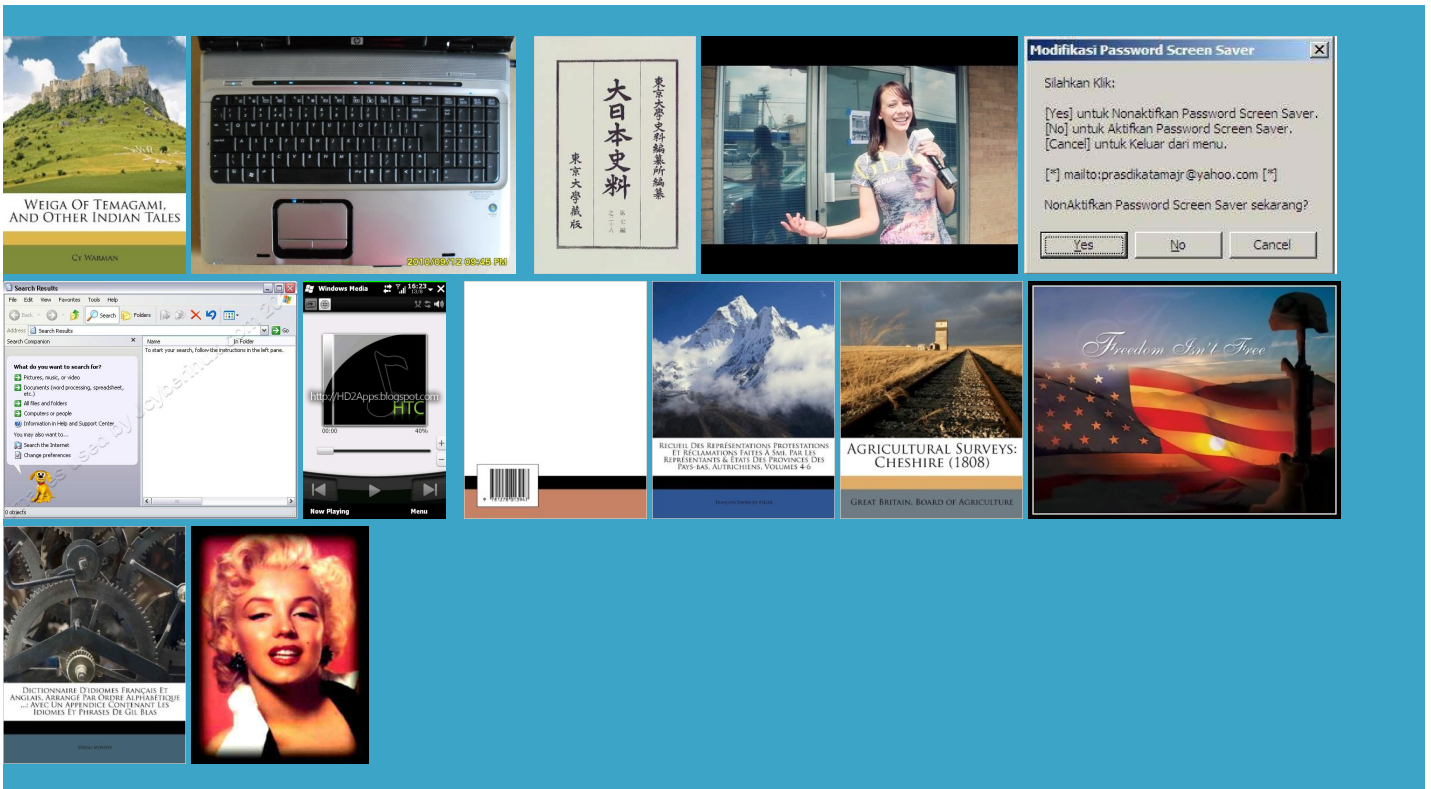 WEIGA OF TEMAGAMI,
AND OTHER INDIAN TALES
CY WARMAN
2010/09/12 09:45 PM
東京大學史料編纂所編纂
大日本史料
東京大學藏版
Modifikasi Password Screen Saver
Silahkan Klik:
[Yes] untuk Nonaktifkan Password Screen Saver.
[No] untuk Aktifkan Password Screen Saver.
[Cancel] untuk Keluar dari menu.
[*] mailto:prasdikatamajr@yahoo.com [*]
NonAktifkan Password Screen Saver sekarang?
Yes No Cancel
Search Results
File Edit View Favorites Tools Help
Back Search Folders
Address Search Results Go
Search Companion
Name In Folder
To start your search, follow the instructions in the left pane.
What do you want to search for?
Pictures, music, or video
Documents (word processing, spreadsheet,
etc.)
All files and folders
Computers or people
Information in Help and Support Center
You may also want to...
Search the Internet
Change preferences
0 objects
Windows Media 16:23
http://HD2Apps.blogspot.com
HTC
00:00 40%
Now Playing Menu
RECUEIL DES REPRÉSENTATIONS PROTESTATIONS
ET RÉCLAMATIONS FAITES À SMI. PAR LES
REPRÉSENTANTS & ÉTATS DES PROVINCES DES
PAYS-BAS, AUTRICHIENS, VOLUMES 4-6
AGRICULTURAL SURVEYS:
CHESHIRE (1808)
GREAT BRITAIN. BOARD OF AGRICULTURE
Freedom Isn't Free
DICTIONNAIRE D'IDIOMES FRANÇAIS ET
ANGLAIS, ARRANGÉ PAR ORDRE ALPHABÉTIQUE
...: AVEC UN APPENDICE CONTENANT LES
IDIOMES ET PHRASES DE GIL BLAS